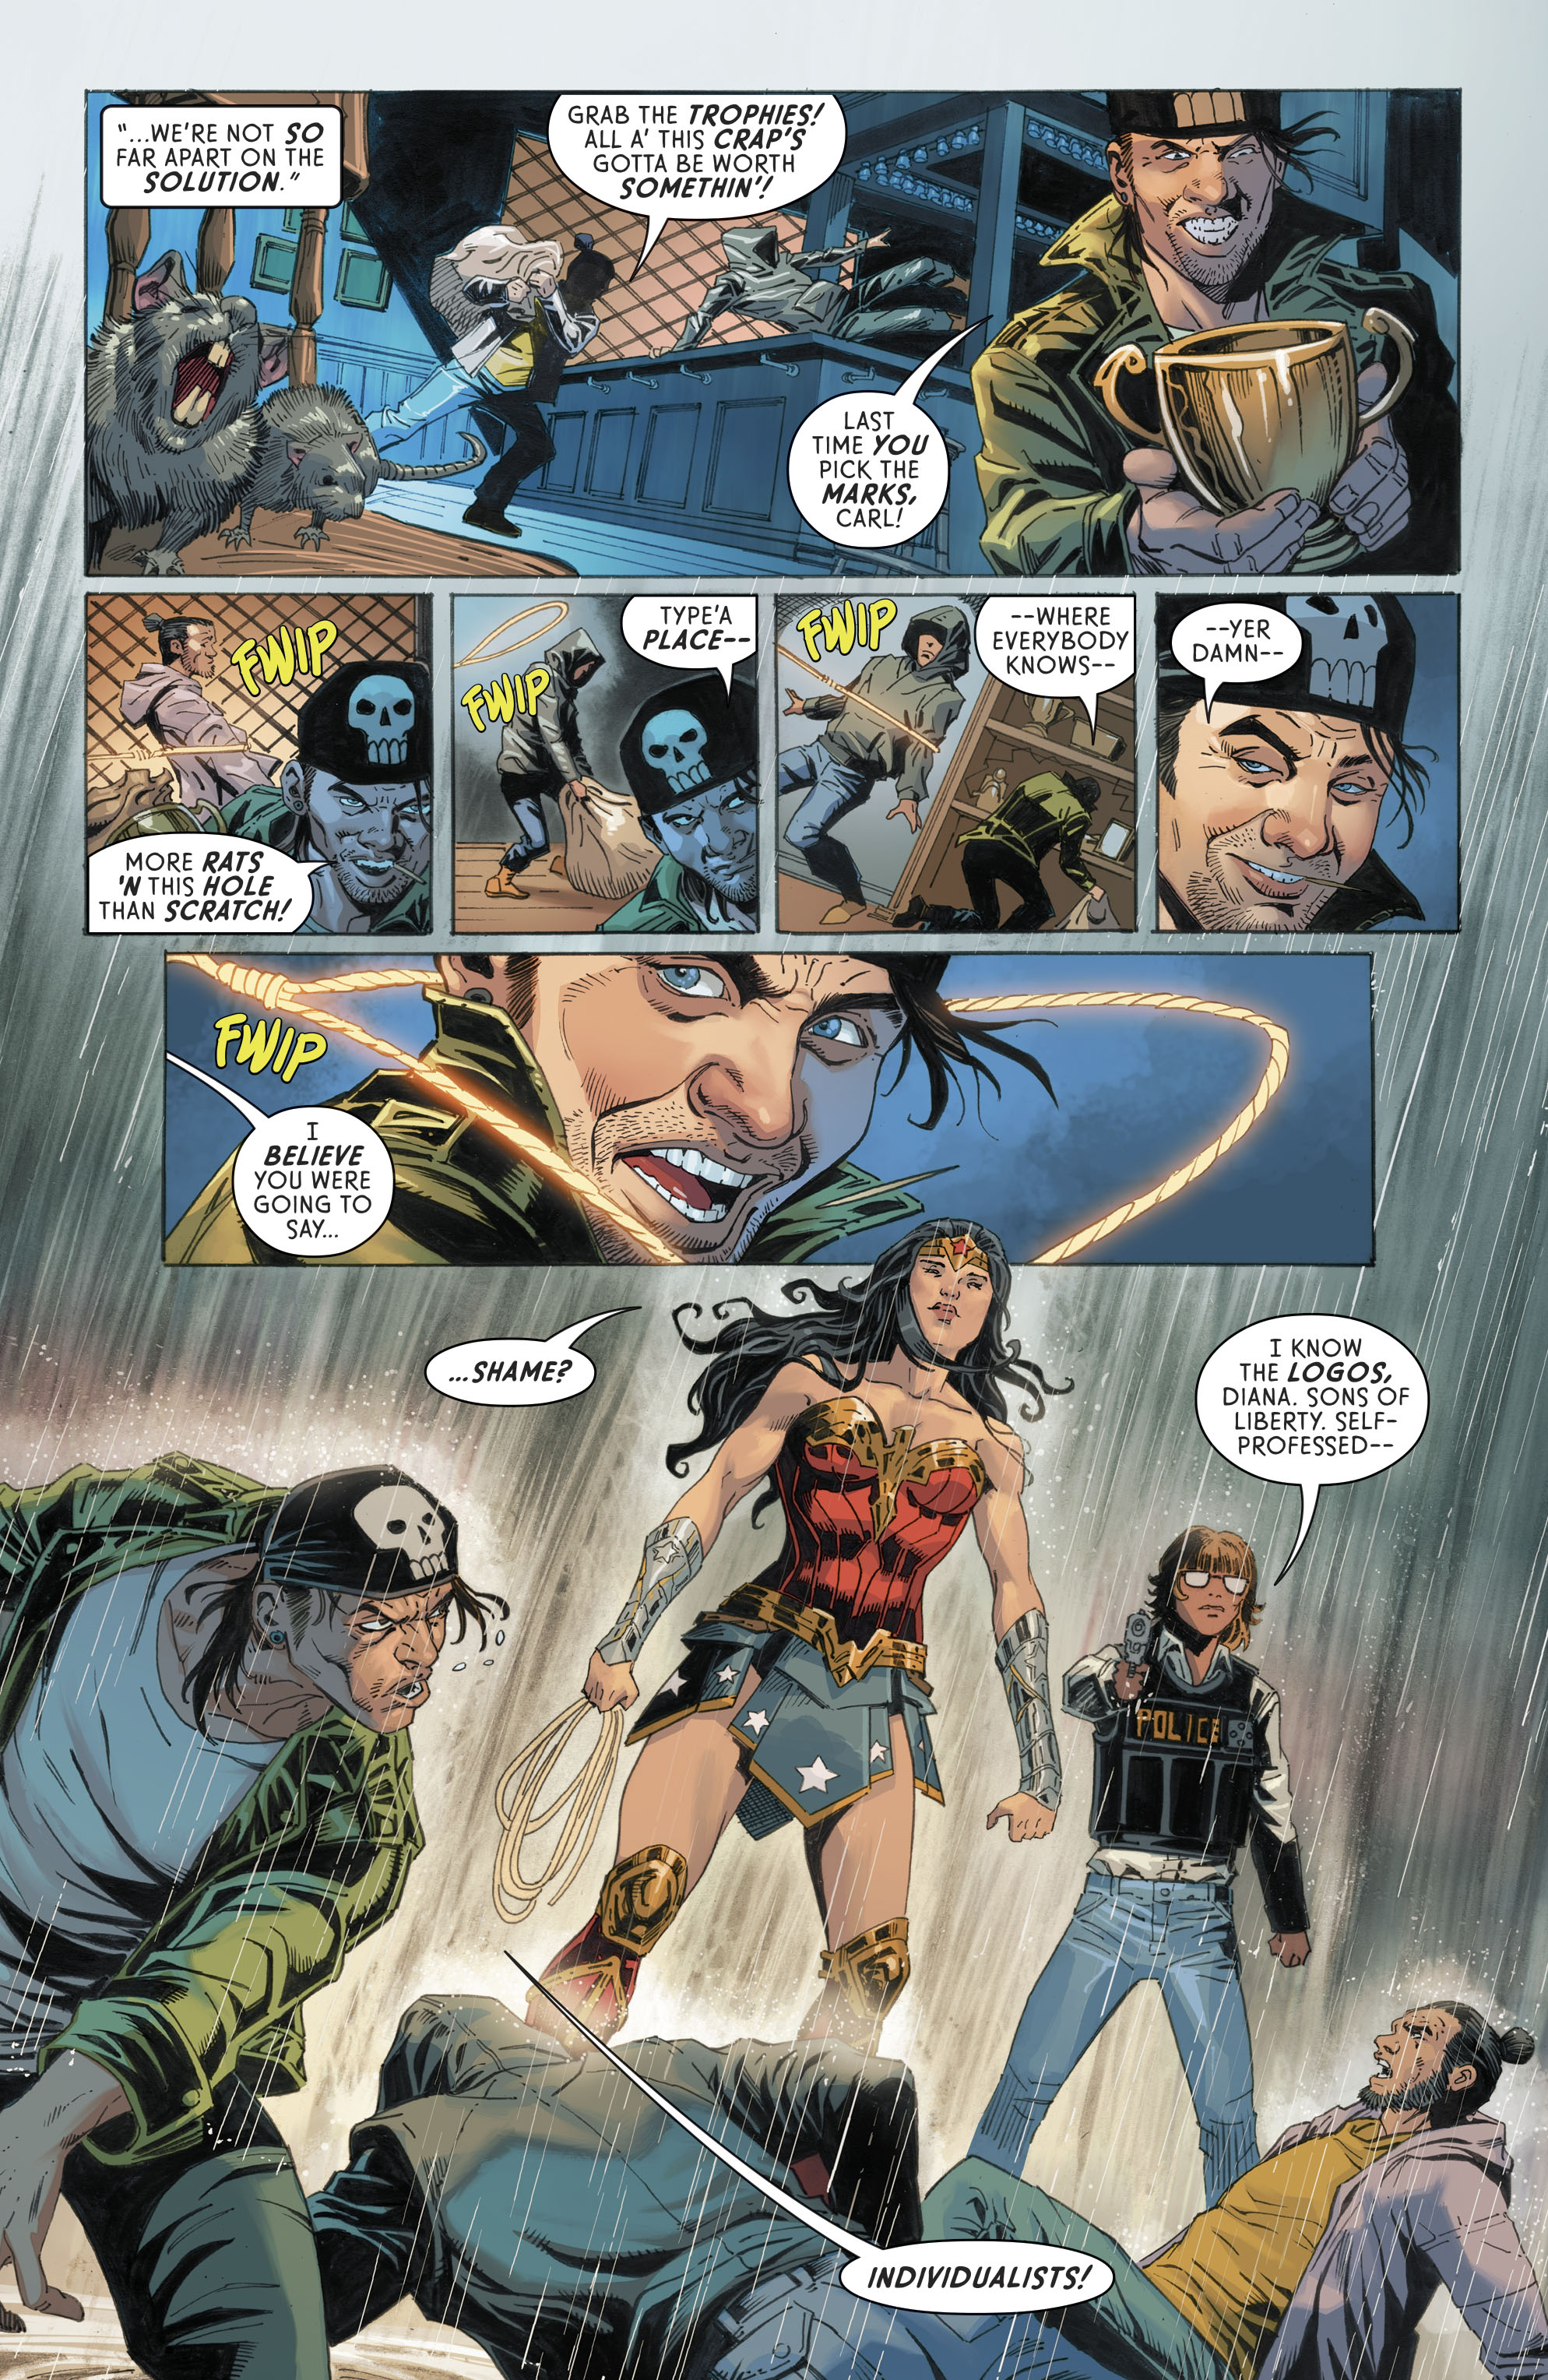 "...WE'RE NOT SO
FAR APART ON THE
SOLUTION."
GRAB THE TROPHIES!
ALL A' THIS CRAP'S
GOTTA BE WORTH
SOMETHIN'!
LAST
TIME YOU
PICK THE
MARKS,
CARL!
FWIP
MORE RATS
'N THIS HOLE
THAN SCRATCH!
FWIP
TYPE'A
PLACE--
FWIP
--WHERE
EVERYBODY
KNOWS--
--YER
DAMN--
FWIP
I
BELIEVE
YOU WERE
GOING TO
SAY...
...SHAME?
I KNOW
THE LOGOS,
DIANA. SONS OF
LIBERTY. SELF-
PROFESSED--
POLICE
INDIVIDUALISTS!